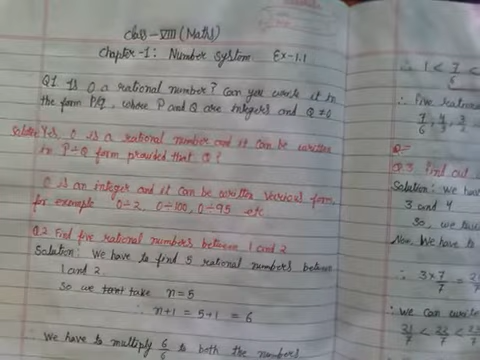 Class-VIII (Maths)
Chapter-1: Number System Ex-1.1
Q1 Is 0 a rational number? Can you write it in
the form P/q, where P and Q are integers and Q ≠ 0
Yes, 0 is a rational number and it can be written
in P÷Q form provided that Q?
0 is an integer and it can be written various form,
for example 0÷2, 0÷100, 0÷95 etc
Q.2 Find five rational numbers between 1 and 2
Solution: We have to find 5 rational numbers between
1 and 2
So we take n=5
∴ n+1 = 5+1 = 6
We have to multiply 6/6 to both the numbers
∴ 1 < 7/6 <
∴ Five rational
7/6, 4/3, 3/2
Q.3 Find out
Solution: We have
3 and 4
So, we
Now, We have to
∴ 3×7/7 = 21
∴ We can write